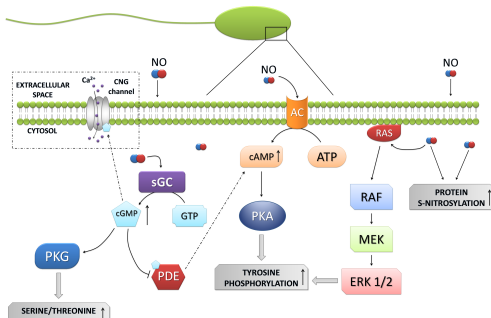 NO
NO
NO
Ca²⁺
CNG
channel
EXTRACELLULAR
SPACE
CYTOSOL
AC
RAS
sGC
cAMP
ATP
cGMP
GTP
PKA
RAF
PROTEIN
S-NITROSYLATION
MEK
PKG
PDE
TYROSINE
PHOSPHORYLATION
ERK 1/2
SERINE/THREONINE